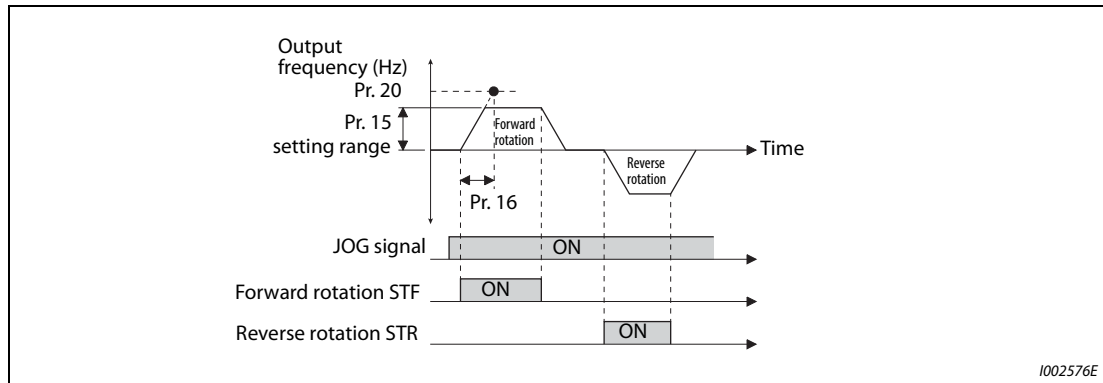 Output
frequency (Hz)
Pr. 20
Pr. 15
setting range
Forward
rotation
Time
Reverse
rotation
Pr. 16
JOG signal
ON
Forward rotation STF
ON
Reverse rotation STR
ON
I002576E